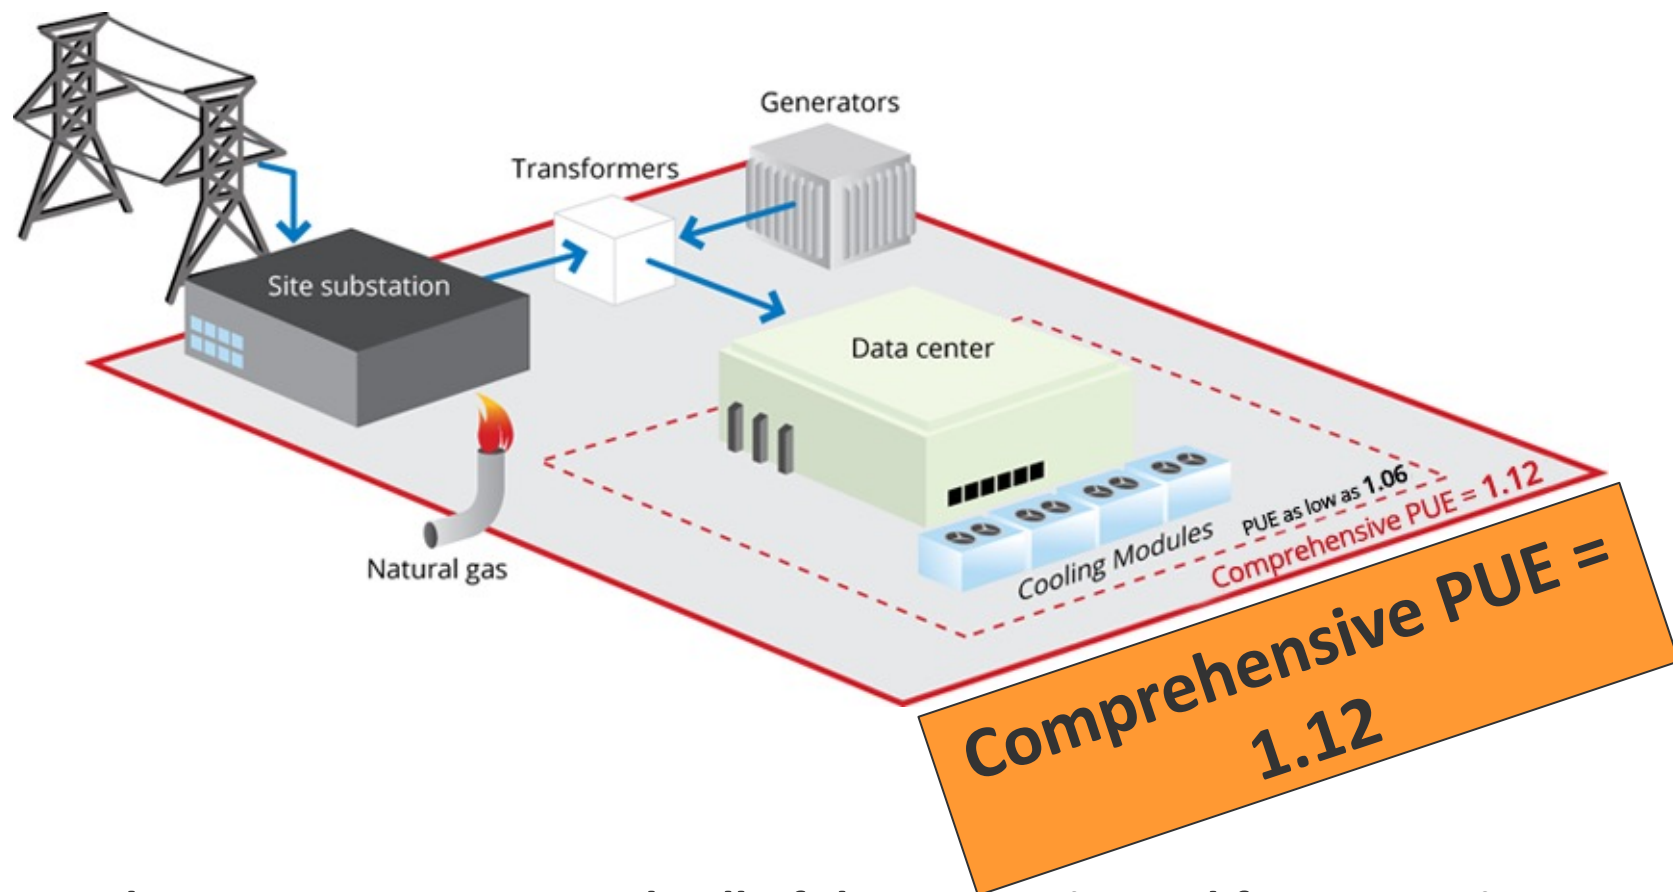 Generators
Transformers
Site substation
Data center
Natural gas
Cooling Modules
PUE as low as 1.06
Comprehensive PUE = 1.12
Comprehensive PUE =
1.12